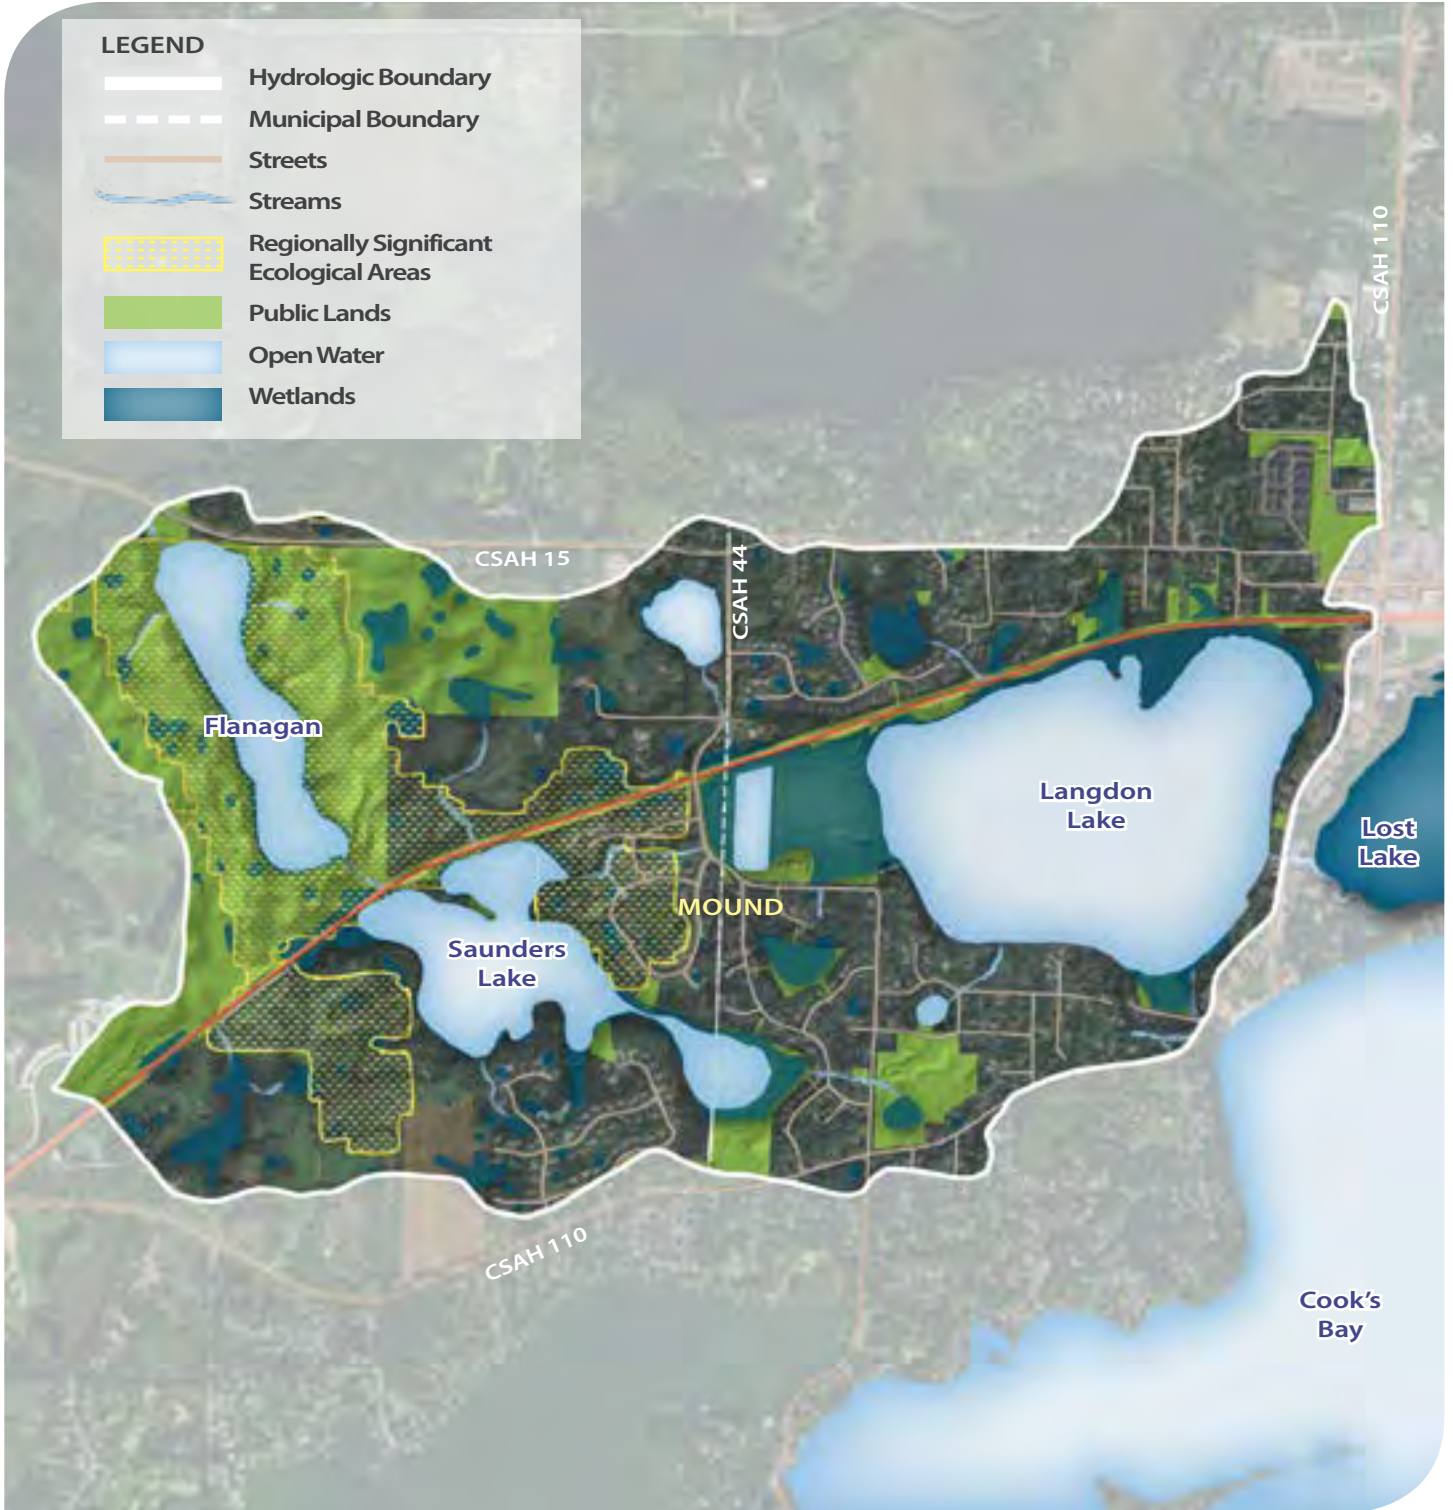 LEGEND
Hydrologic Boundary
Municipal Boundary
Streets
Streams
Regionally Significant
Ecological Areas
Public Lands
Open Water
Wetlands
CSAH 110
CSAH 15
CSAH 44
Flanagan
Langdon
Lake
Lost
Lake
MOUND
Saunders
Lake
CSAH 110
Cook's
Bay